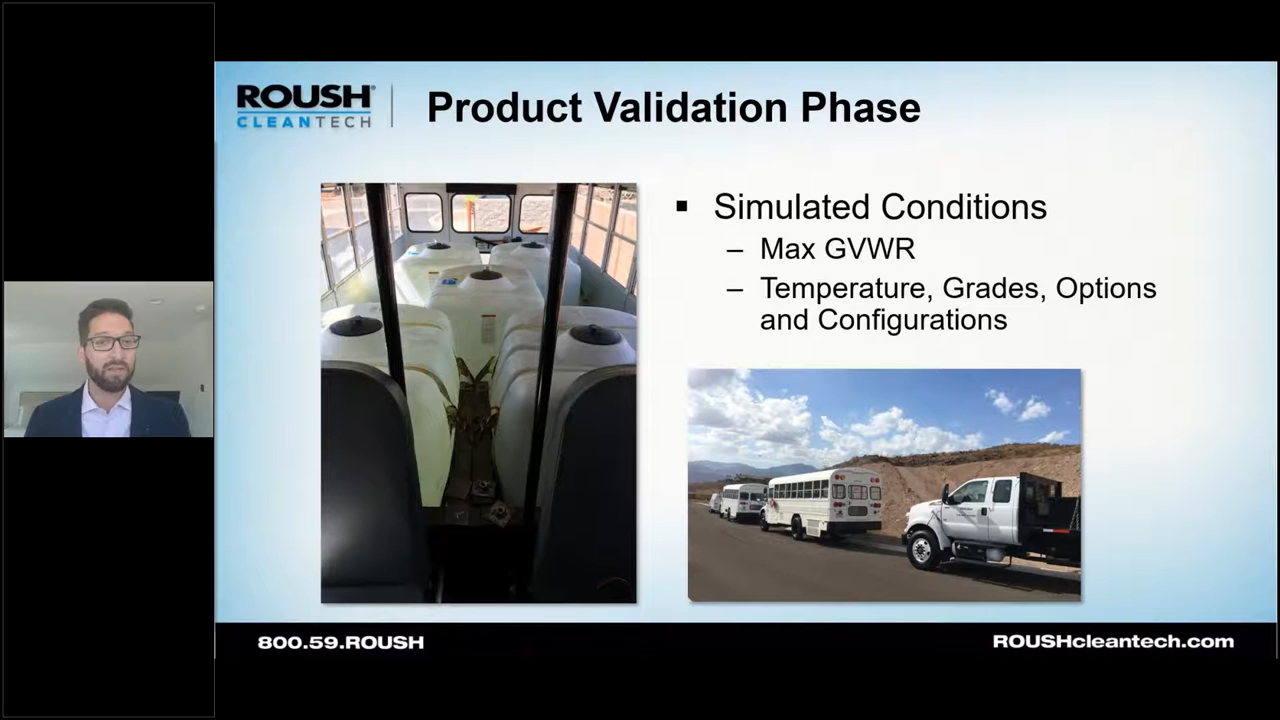 ROUSH
CLEANTECH
Product Validation Phase
Simulated Conditions
– Max GVWR
– Temperature, Grades, Options
and Configurations
800.59.ROUSH
ROUSHcleantech.com